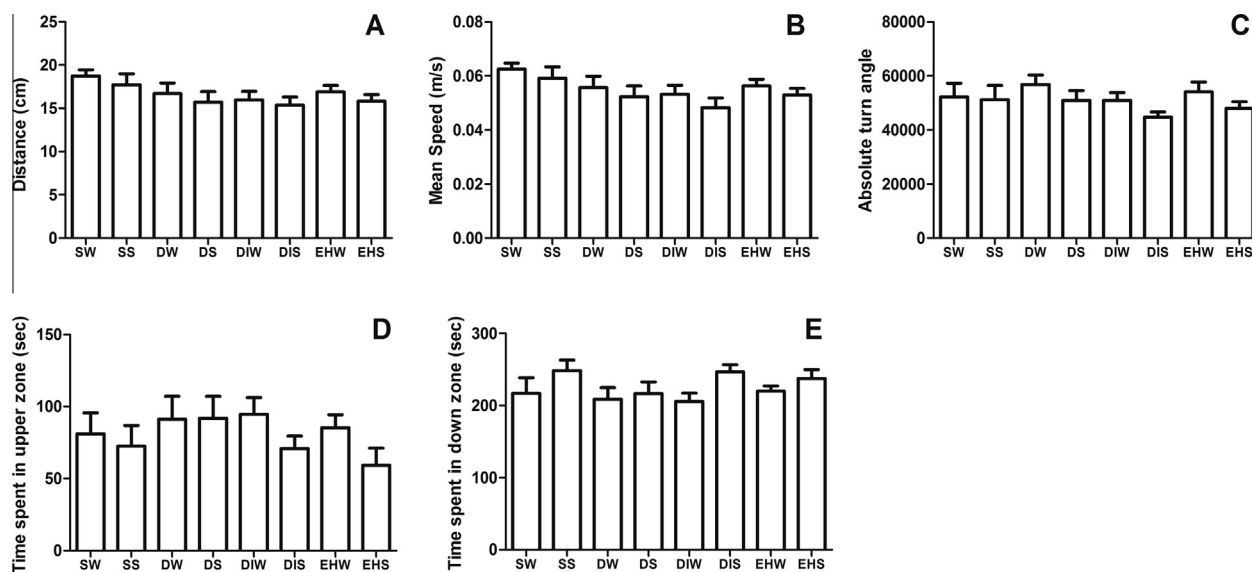 A
Distance (cm)
25
20
15
10
5
0
SW SS DW DS DIW DIS EHW EHS
B
Mean Speed (m/s)
0.08
0.06
0.04
0.02
0.00
SW SS DW DS DIW DIS EHW EHS
C
Absolute turn angle
80000
60000
40000
20000
0
SW SS DW DS DIW DIS EHW EHS
D
Time spent in upper zone (sec)
150
100
50
0
SW SS DW DS DIW DIS EHW EHS
E
Time spent in down zone (sec)
300
200
100
0
SW SS DW DS DIW DIS EHW EHS